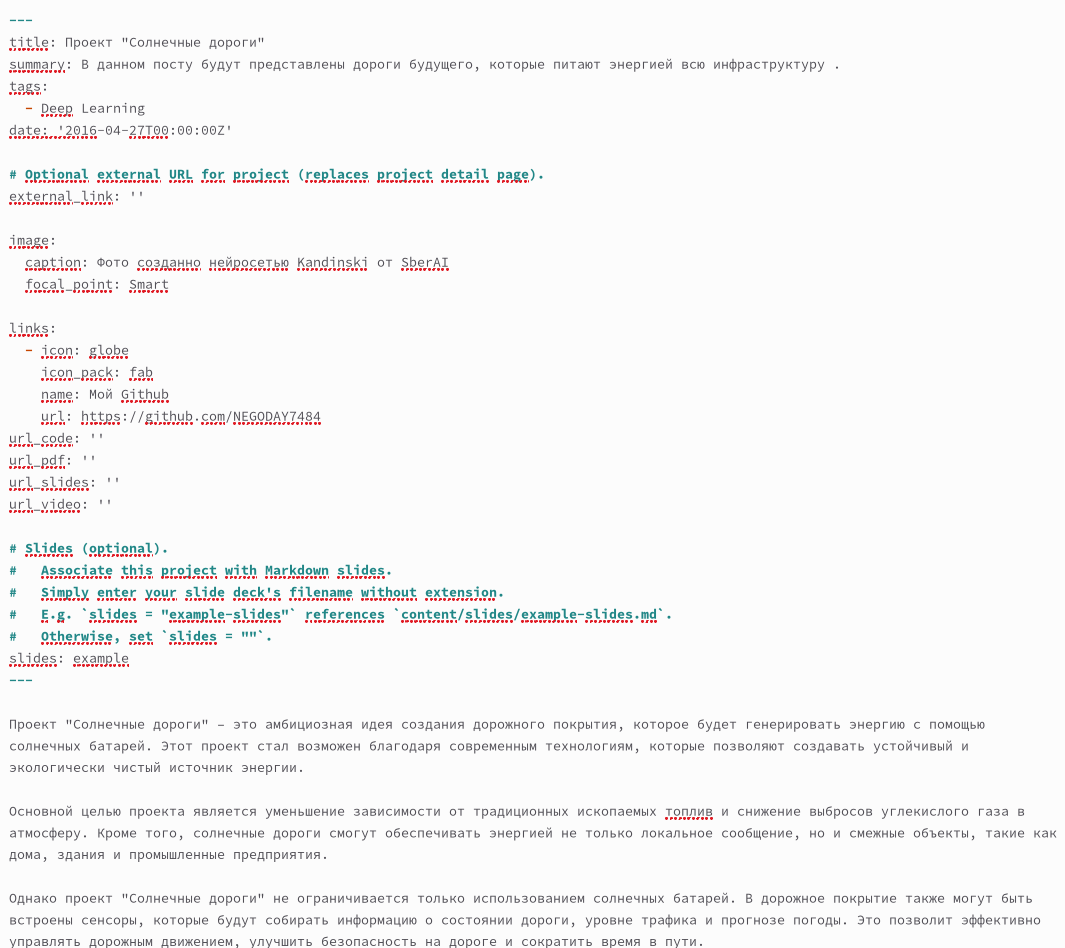 ---
title: Проект "Солнечные дороги"
summary: В данном посту будут представлены дороги будущего, которые питают энергией всю инфраструктуру .
tags:
  - Deep Learning
date: '2016-04-27T00:00:00Z'

# Optional external URL for project (replaces project detail page).
external_link: ''

image:
  caption: Фото созданно нейросетью Kandinski от SberAI
  focal_point: Smart

links:
  - icon: globe
    icon_pack: fab
    name: Мой Github
    url: https://github.com/NEGODAY7484
url_code: ''
url_pdf: ''
url_slides: ''
url_video: ''

# Slides (optional).
#   Associate this project with Markdown slides.
#   Simply enter your slide deck's filename without extension.
#   E.g. `slides = "example-slides"` references `content/slides/example-slides.md`.
#   Otherwise, set `slides = ""`.
slides: example
---

Проект "Солнечные дороги" – это амбициозная идея создания дорожного покрытия, которое будет генерировать энергию с помощью
солнечных батарей. Этот проект стал возможен благодаря современным технологиям, которые позволяют создавать устойчивый и
экологически чистый источник энергии.

Основной целью проекта является уменьшение зависимости от традиционных ископаемых топлив и снижение выбросов углекислого газа в
атмосферу. Кроме того, солнечные дороги смогут обеспечивать энергией не только локальное сообщение, но и смежные объекты, такие как
дома, здания и промышленные предприятия.

Однако проект "Солнечные дороги" не ограничивается только использованием солнечных батарей. В дорожное покрытие также могут быть
встроены сенсоры, которые будут собирать информацию о состоянии дороги, уровне трафика и прогнозе погоды. Это позволит эффективно
управлять дорожным движением, улучшить безопасность на дороге и сократить время в пути.